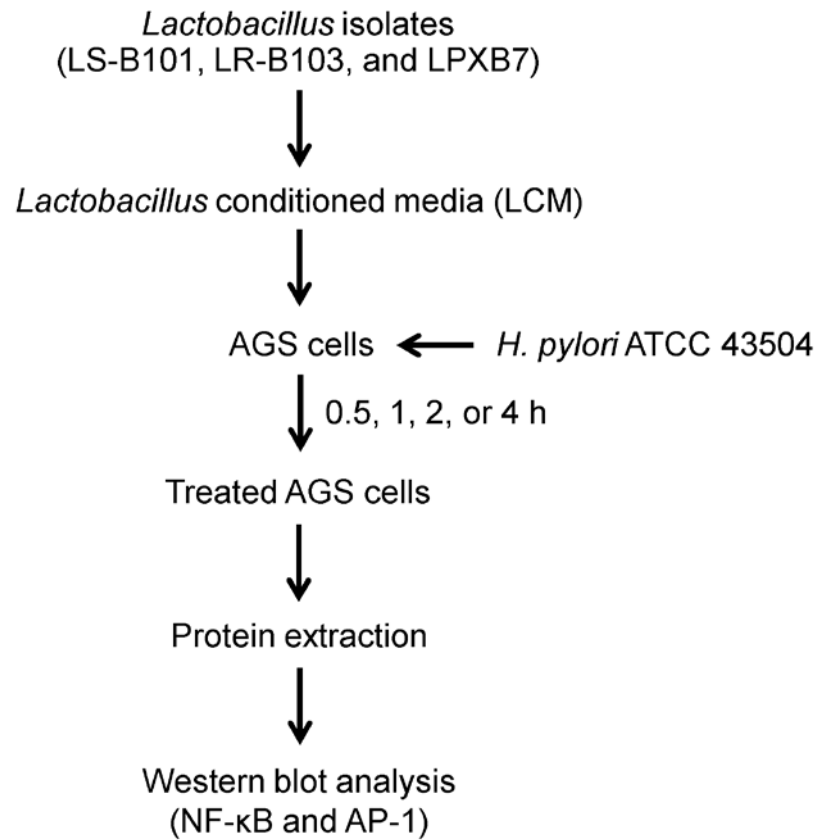 Lactobacillus isolates
(LS-B101, LR-B103, and LPXB7)
Lactobacillus conditioned media (LCM)
AGS cells
H. pylori ATCC 43504
0.5, 1, 2, or 4 h
Treated AGS cells
Protein extraction
Western blot analysis
(NF-κB and AP-1)